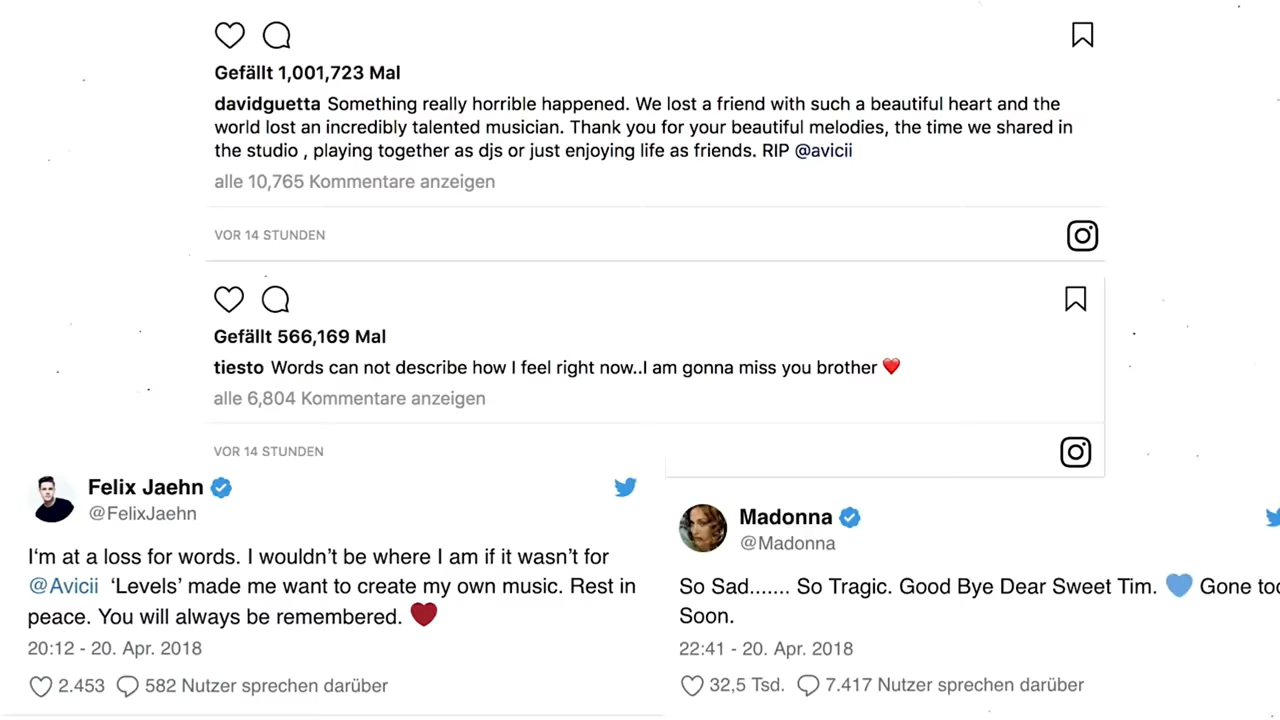 Gefällt 1,001,723 Mal
davidguetta Something really horrible happened. We lost a friend with such a beautiful heart and the
world lost an incredibly talented musician. Thank you for your beautiful melodies, the time we shared in
the studio , playing together as djs or just enjoying life as friends. RIP @avicii
alle 10,765 Kommentare anzeigen
VOR 14 STUNDEN
Gefällt 566,169 Mal
tiesto Words can not describe how I feel right now..I am gonna miss you brother ❤️
alle 6,804 Kommentare anzeigen
VOR 14 STUNDEN
Felix Jaehn
@FelixJaehn
I‘m at a loss for words. I wouldn’t be where I am if it wasn’t for
@Avicii ‘Levels’ made me want to create my own music. Rest in
peace. You will always be remembered. ❤️
20:12 - 20. Apr. 2018
2.453 582 Nutzer sprechen darüber
Madonna
@Madonna
So Sad....... So Tragic. Good Bye Dear Sweet Tim. 💙 Gone
Soon.
22:41 - 20. Apr. 2018
32,5 Tsd. 7.417 Nutzer sprechen darüber